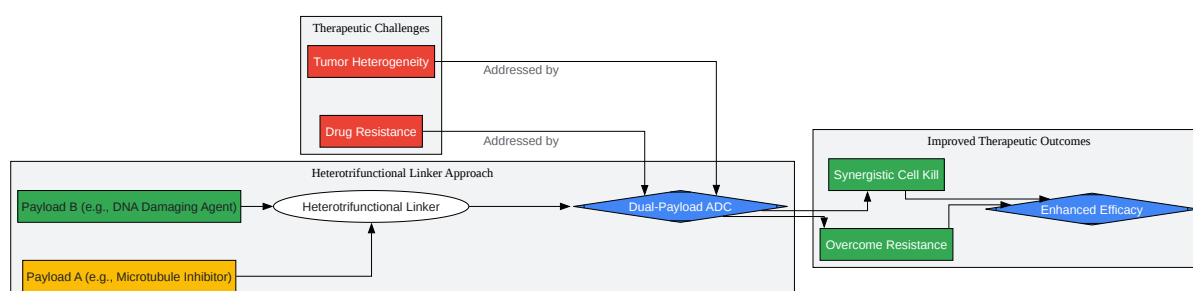 Therapeutic Challenges
Tumor Heterogeneity
Addressed by
Drug Resistance
Addressed by
Improved Therapeutic Outcomes
Heterotrifunctional Linker Approach
Synergistic Cell Kill
Payload B (e.g., DNA Damaging Agent)
Heterotrifunctional Linker
Dual-Payload ADC
Enhanced Efficacy
Overcome Resistance
Payload A (e.g., Microtubule Inhibitor)